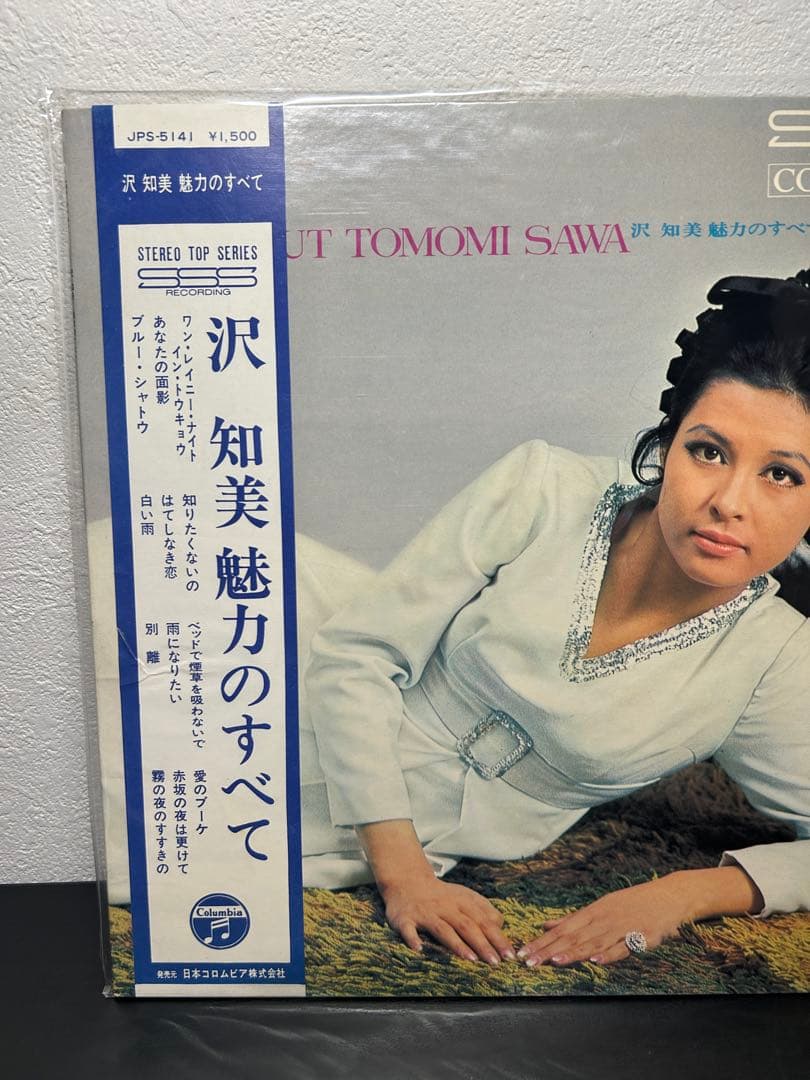 JPS-5141 ¥1,500
沢 知美 魅力のすべて
STEREO TOP SERIES
SSS
RECORDING
沢 知美 魅力のすべて
ワン・レイニー・ナイト
イン・トウキョウ
あなたの面影
ブルー・シャトウ
知りたくないの
はてしなき恋
白い雨
ベッドで煙草を吸わないで
雨になりたい
別離
愛のブーケ
赤坂の夜は更けて
霧の夜のすすきの
Columbia
発売元 日本コロムビア株式会社
UT TOMOMI SAWA 沢 知美 魅力のすべて